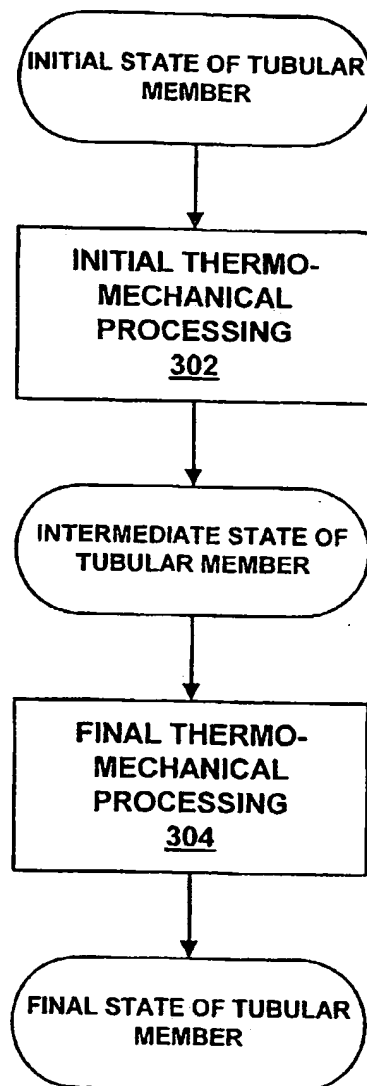 INITIAL STATE OF TUBULAR
MEMBER
INITIAL THERMO-
MECHANICAL
PROCESSING
302
INTERMEDIATE STATE OF
TUBULAR MEMBER
FINAL THERMO-
MECHANICAL
PROCESSING
304
FINAL STATE OF TUBULAR
MEMBER